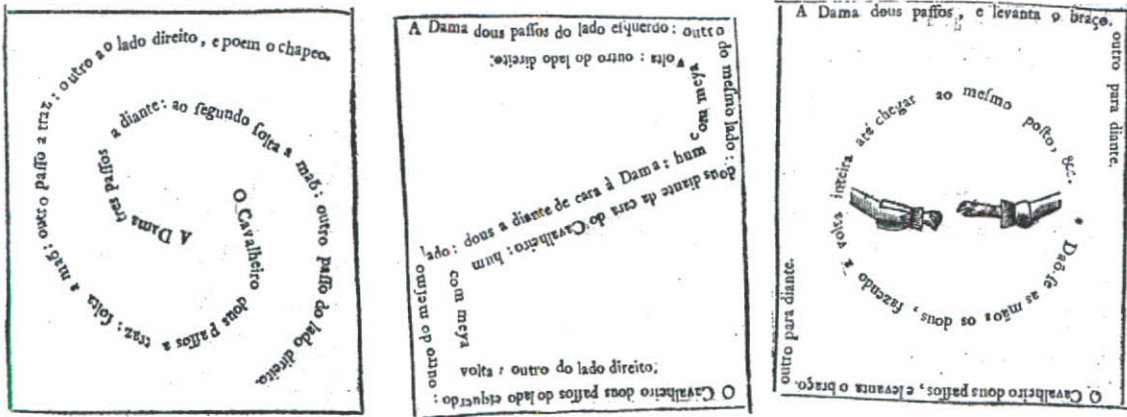 A Dama tres paſſos a diante: ao ſegundo ſolta a maõ: outro paſſo do lado direito.
O Cavalheiro dous paſſos a traz: ſolta a maõ: outro paſſo a traz: outro ao lado direito, e poem o chapeo.
A Dama dous paſſos do lado eſquerdo: outro
do meſmo lado:
dous diante da cara do Cavalheiro: hum
com meya
volta : outro do lado direito;
O Cavalheiro dous paſſos do lado eſquerdo:
outro do meſmo
lado: dous a diante de cara à Dama: hum
com meya
volta : outro do lado direito;
A Dama dous paſſos, e levanta o braço.
outro para diante.
O Cavalheiro dous paſſos, e levanta o braço.
outro para diante.
Daõ-ſe as mãos os dous, fazendo a volta inteira até chegar ao meſmo poſto, &c.